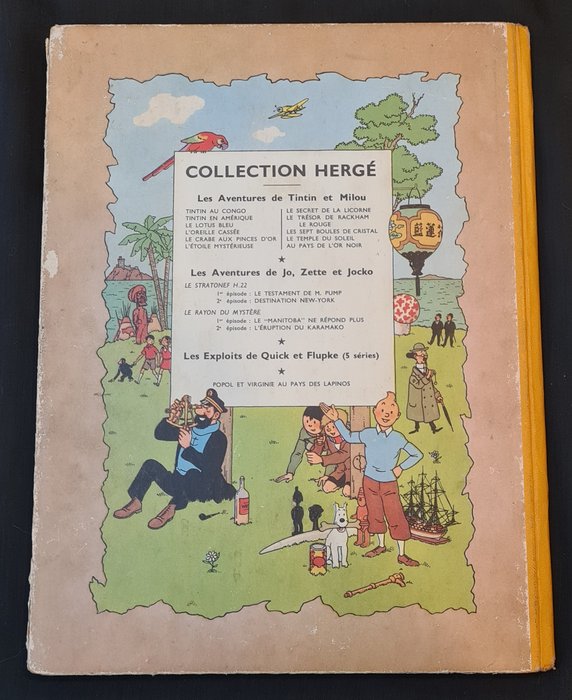 COLLECTION HERGÉ
Les Aventures de Tintin et Milou
TINTIN AU CONGO
TINTIN EN AMÉRIQUE
LE LOTUS BLEU
L'OREILLE CASSÉE
LE CRABE AUX PINCES D'OR
L'ÉTOILE MYSTÉRIEUSE
LE SECRET DE LA LICORNE
LE TRÉSOR DE RACKHAM
LE ROUGE
LES SEPT BOULES DE CRISTAL
LE TEMPLE DU SOLEIL
AU PAYS DE L'OR NOIR
★
Les Aventures de Jo, Zette et Jocko
LE STRATONEF H.22
1er épisode : LE TESTAMENT DE M. PUMP
2e épisode : DESTINATION NEW-YORK
LE RAYON DU MYSTÈRE
1er épisode : LE "MANITOBA" NE RÉPOND PLUS
2e épisode : L'ÉRUPTION DU KARAMAKO
★
Les Exploits de Quick et Flupke (5 séries)
★
POPOL ET VIRGINIE AU PAYS DES LAPINOS